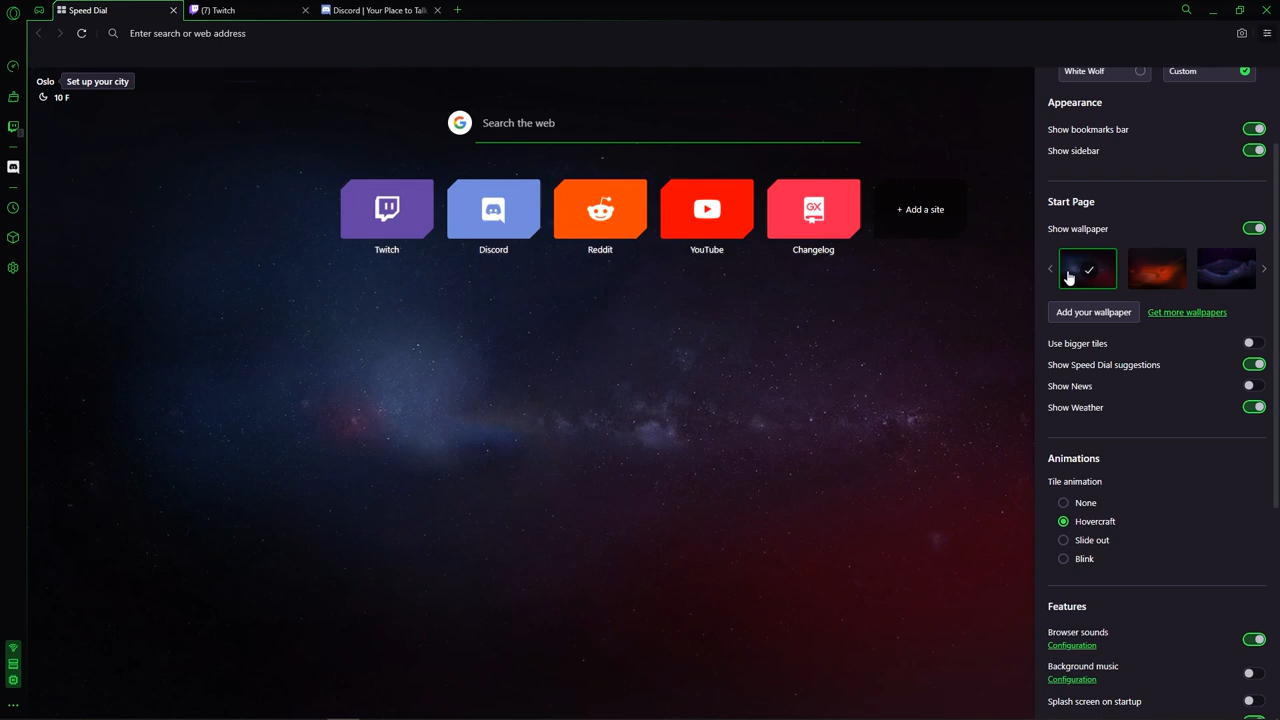 Speed Dial
(7) Twitch
Discord | Your Place to Tal
Enter search or web address
Oslo
Set up your city
10 F
Search the web
GX
Twitch
Discord
Reddit
YouTube
Changelog
+ Add a site
White Wolf
Custom
Appearance
Show bookmarks bar
Show sidebar
Start Page
Show wallpaper
Add your wallpaper
Get more wallpapers
Use bigger tiles
Show Speed Dial suggestions
Show News
Show Weather
Animations
Tile animation
None
Hovercraft
Slide out
Blink
Features
Browser sounds
Configuration
Background music
Configuration
Splash screen on startup